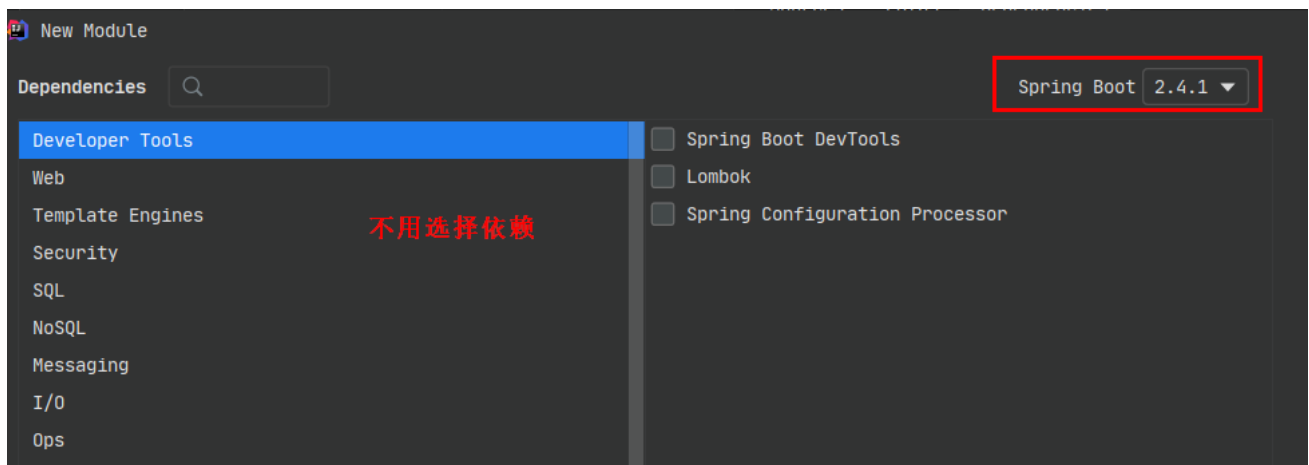 New Module
Dependencies
Spring Boot 2.4.1
Developer Tools
Spring Boot DevTools
Web
Lombok
Template Engines
Spring Configuration Processor
不用选择依赖
Security
SQL
NoSQL
Messaging
I/O
Ops